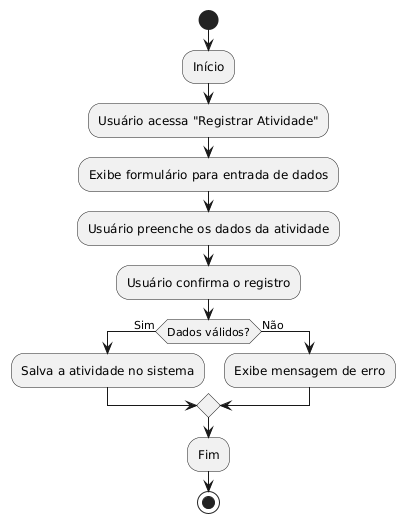 Início
Usuário acessa "Registrar Atividade"
Exibe formulário para entrada de dados
Usuário preenche os dados da atividade
Usuário confirma o registro
Dados válidos?
Sim
Não
Salva a atividade no sistema
Exibe mensagem de erro
Fim